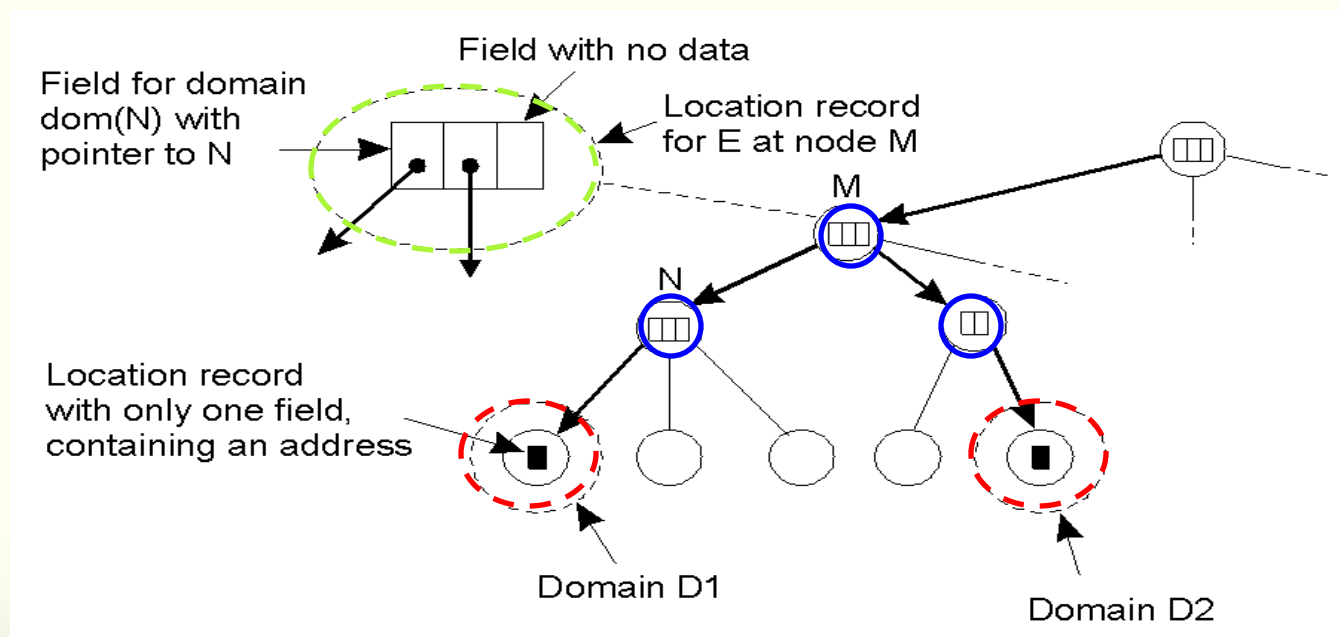 Field with no data
Field for domain
dom(N) with
pointer to N
Location record
for E at node M
M
N
Location record
with only one field,
containing an address
Domain D1
Domain D2